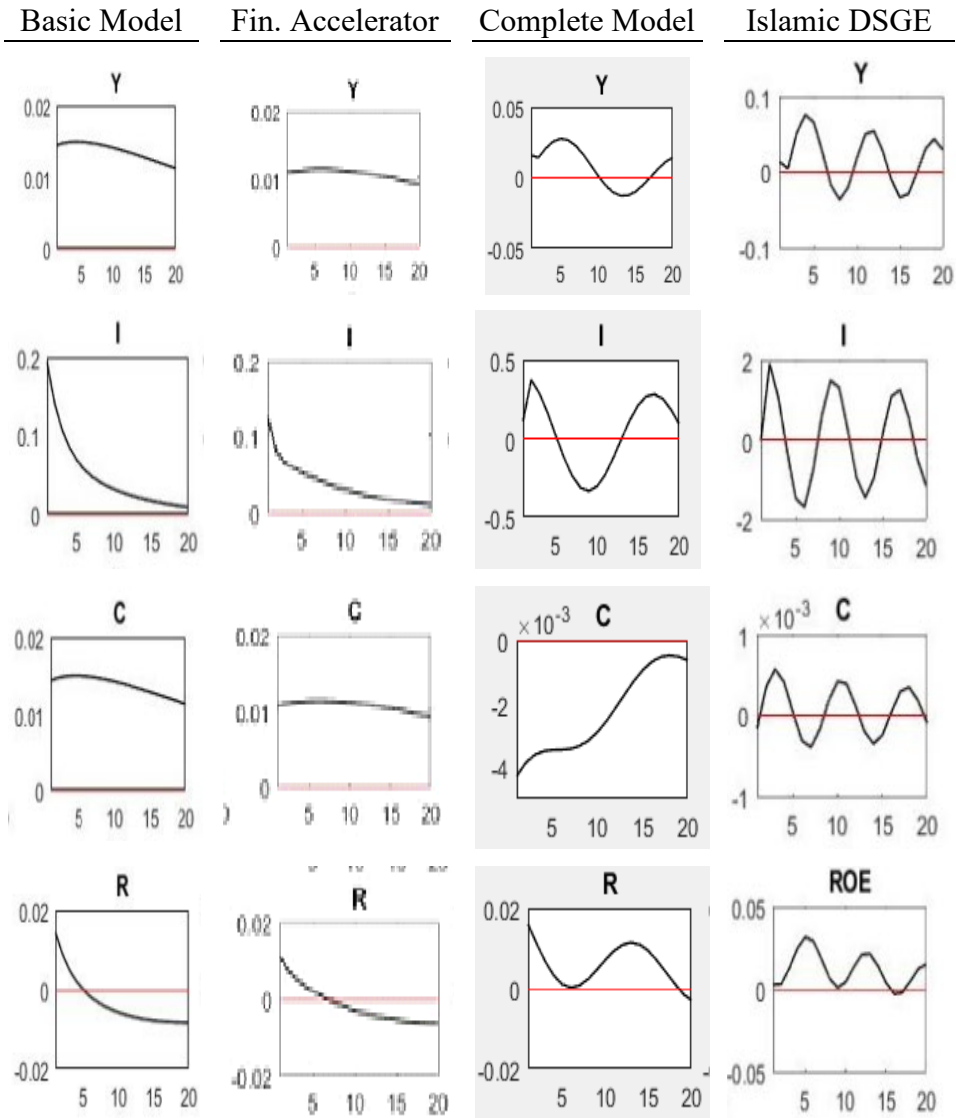 Basic Model Fin. Accelerator Complete Model Islamic DSGE
Y Y Y Y
0.02 0.02 0.05 0.1
0.01 0.01 0 0
0 0 -0.05 -0.1
5 10 15 20 5 10 15 20 5 10 15 20 5 10 15 20
I I I I
0.2 0.2 0.5 2
0.1 0.1 0 0
0 0 -0.5 -2
5 10 15 20 5 10 15 20 5 10 15 20 5 10 15 20
C C ×10⁻³ C ×10⁻³ C
0.02 0.02 0 1
0.01 0.01 -2 0
0 0 -4 -1
5 10 15 20 5 10 15 20 5 10 15 20 5 10 15 20
R R R ROE
0.02 0.02 0.02 0.05
0 0 0 0
-0.02 -0.02 -0.02 -0.05
5 10 15 20 5 10 15 20 5 10 15 20 5 10 15 20